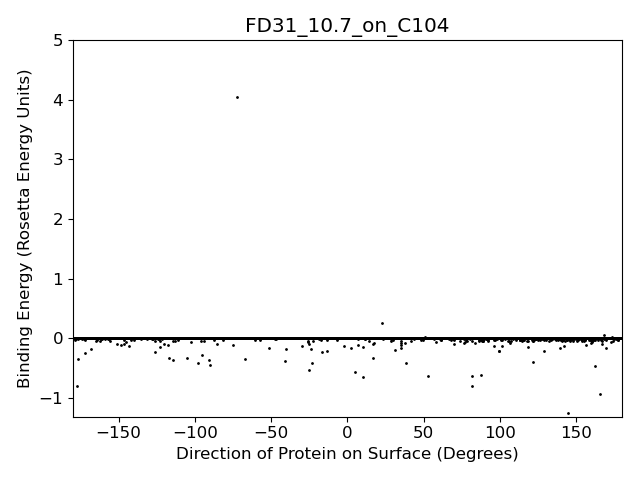 FD31_10.7_on_C104
Binding Energy (Rosetta Energy Units)
5
4
3
2
1
0
−1
−150 −100 −50 0 50 100 150
Direction of Protein on Surface (Degrees)